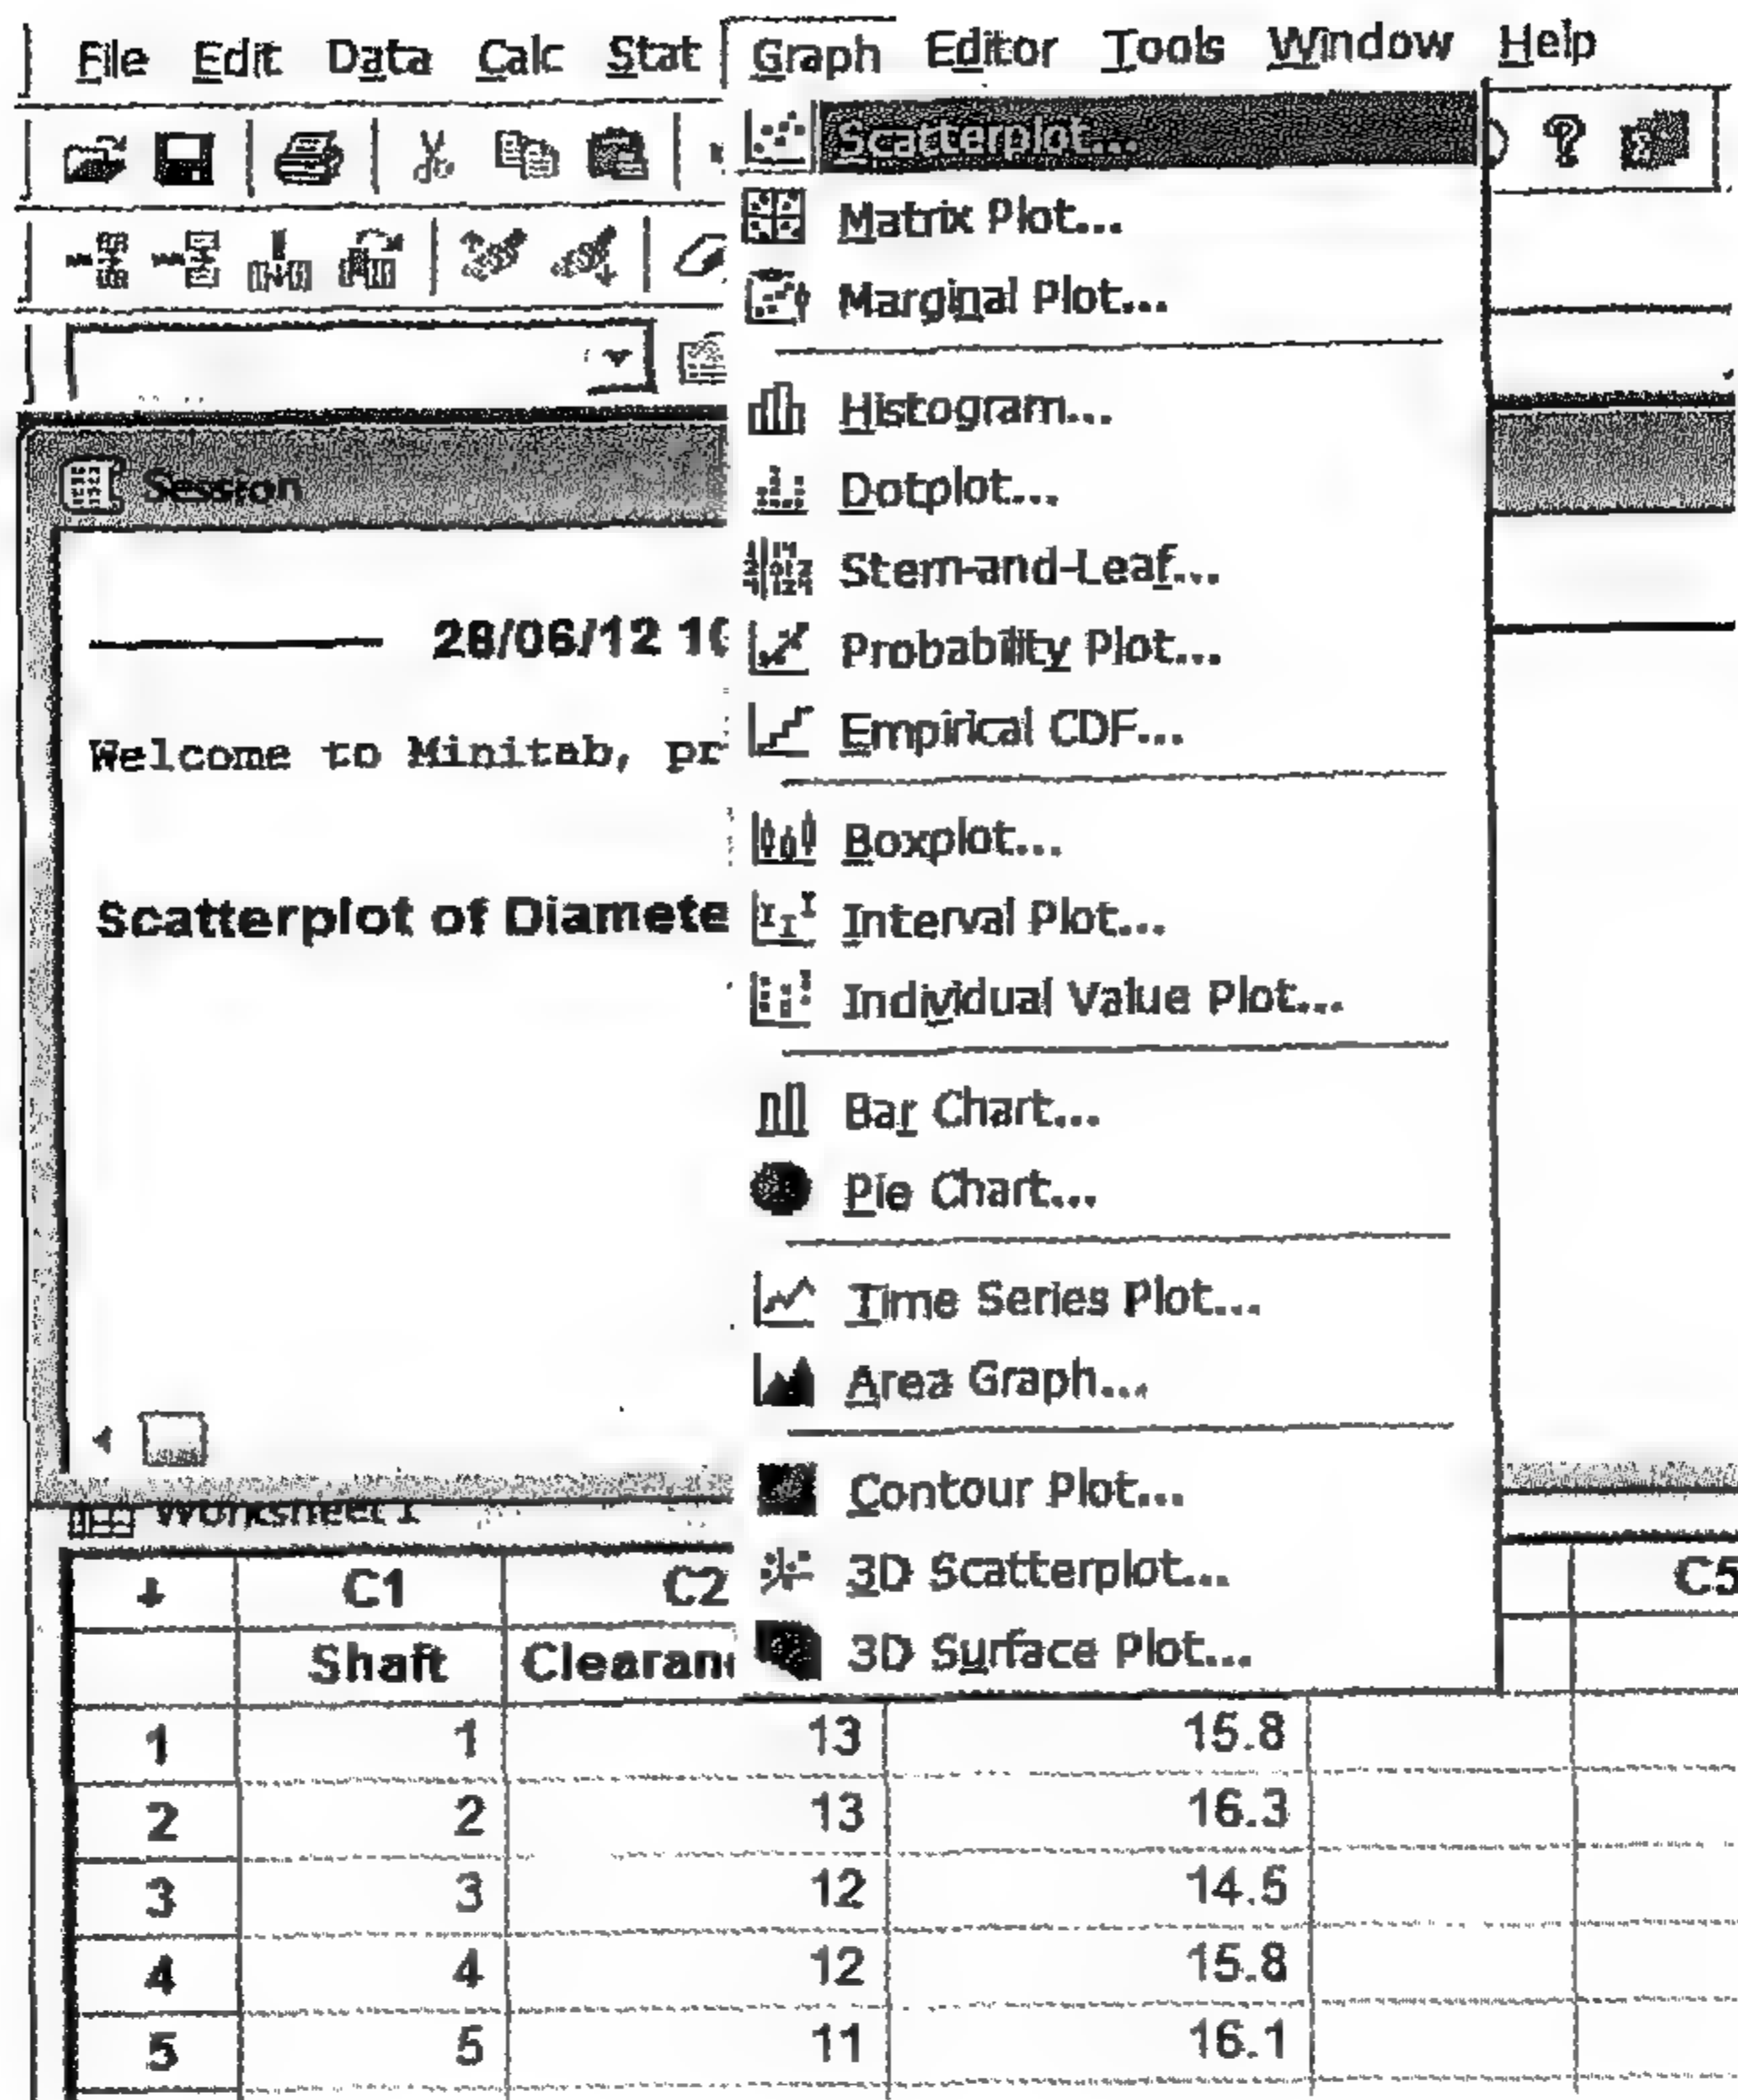 File Edit Data Calc Stat Graph Editor Tools Window Help
Scatterplot...
Matrix Plot...
Marginal Plot...
Histogram...
Session
Dotplot...
Stem-and-Leaf...
28/06/12 10
Probability Plot...
Welcome to Minitab, pr
Empirical CDF...
Boxplot...
Scatterplot of Diamete
Interval Plot...
Individual Value Plot...
Bar Chart...
Pie Chart...
Time Series Plot...
Area Graph...
Contour Plot...
Worksheet 1
3D Scatterplot...
C1 C2 C5
3D Surface Plot...
Shaft Clearan
1 1 13 15.8
2 2 13 16.3
3 3 12 14.5
4 4 12 15.8
5 5 11 16.1